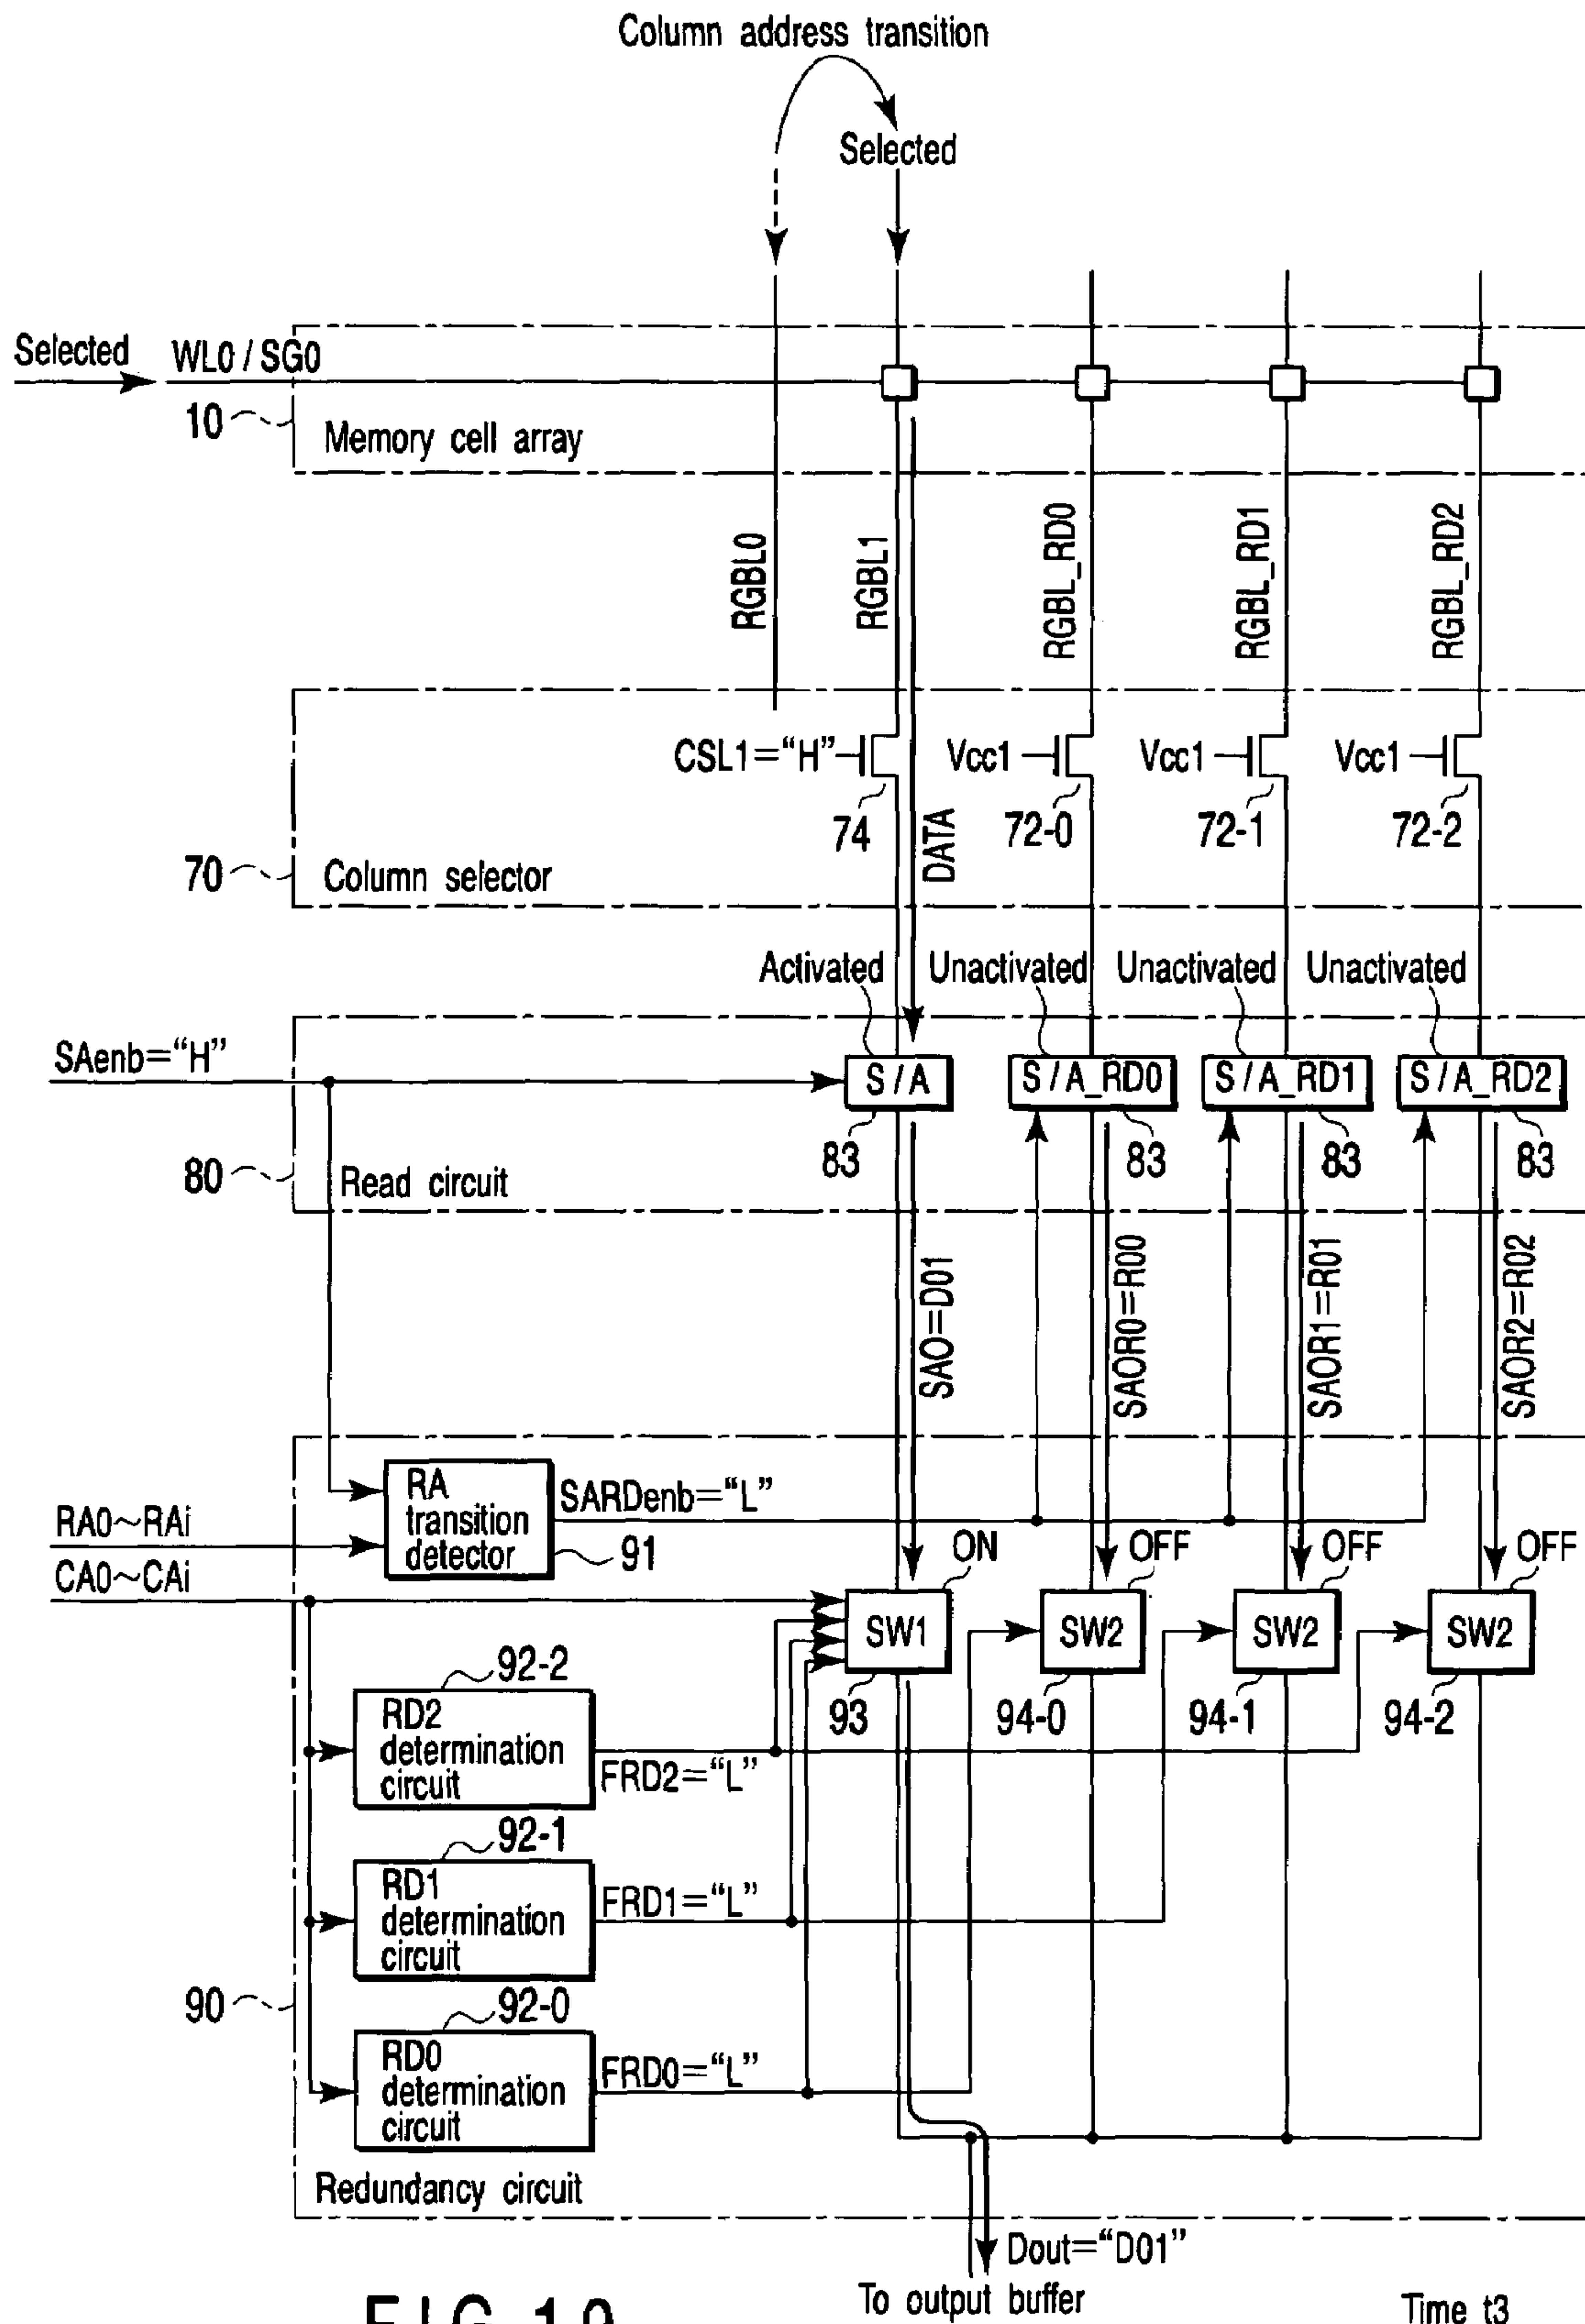 Column address transition
Selected
Selected
WL0 / SG0
10
Memory cell array
RGBL0
RGBL1
RGBL_RD0
RGBL_RD1
RGBL_RD2
CSL1="H"
Vcc1
Vcc1
Vcc1
74
72-0
72-1
72-2
DATA
70
Column selector
Activated
Unactivated
Unactivated
Unactivated
SAenb="H"
S / A
S / A_RD0
S / A_RD1
S / A_RD2
83
83
83
83
80
Read circuit
SAO=D01
SAOR0=R00
SAOR1=R01
SAOR2=R02
RA
transition
detector
SARDenb="L"
91
RA0~RAi
CA0~CAi
ON
OFF
OFF
OFF
SW1
SW2
SW2
SW2
93
94-0
94-1
94-2
92-2
RD2
determination
circuit
FRD2="L"
92-1
RD1
determination
circuit
FRD1="L"
90
92-0
RD0
determination
circuit
FRD0="L"
Redundancy circuit
Dout="D01"
To output buffer
Time t3